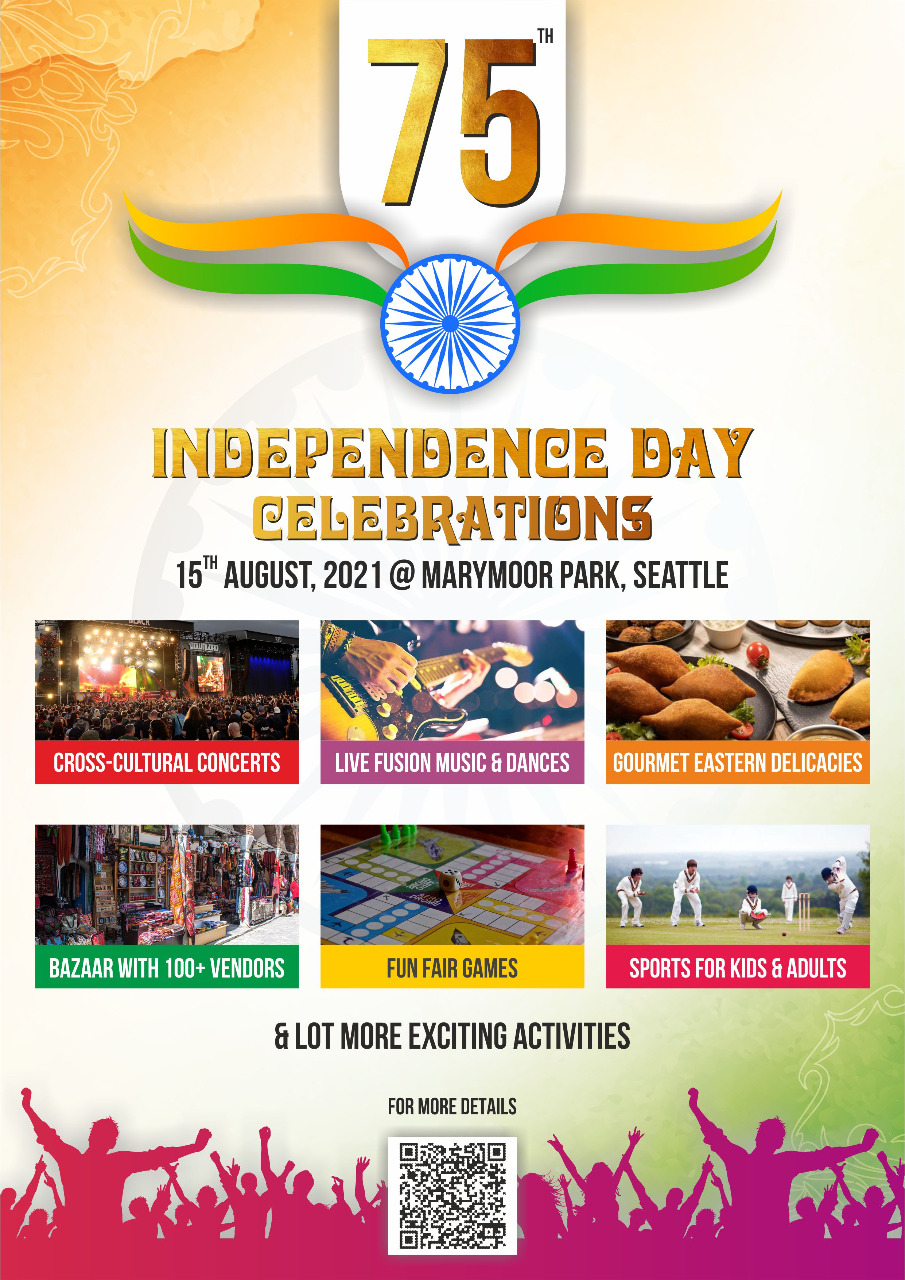 75TH
INDEPENDENCE DAY
CELEBRATIONS
15TH AUGUST, 2021 @ MARYMOOR PARK, SEATTLE
DOWNLOAD
CROSS-CULTURAL CONCERTS
LIVE FUSION MUSIC & DANCES
GOURMET EASTERN DELICACIES
BAZAAR WITH 100+ VENDORS
FUN FAIR GAMES
SPORTS FOR KIDS & ADULTS
& LOT MORE EXCITING ACTIVITIES
FOR MORE DETAILS